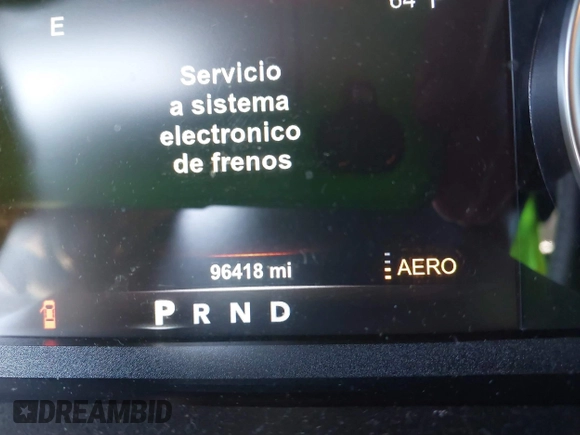 E
Servicio
a sistema
electronico
de frenos
96418 mi
AERO
P R N D
DREAMBID